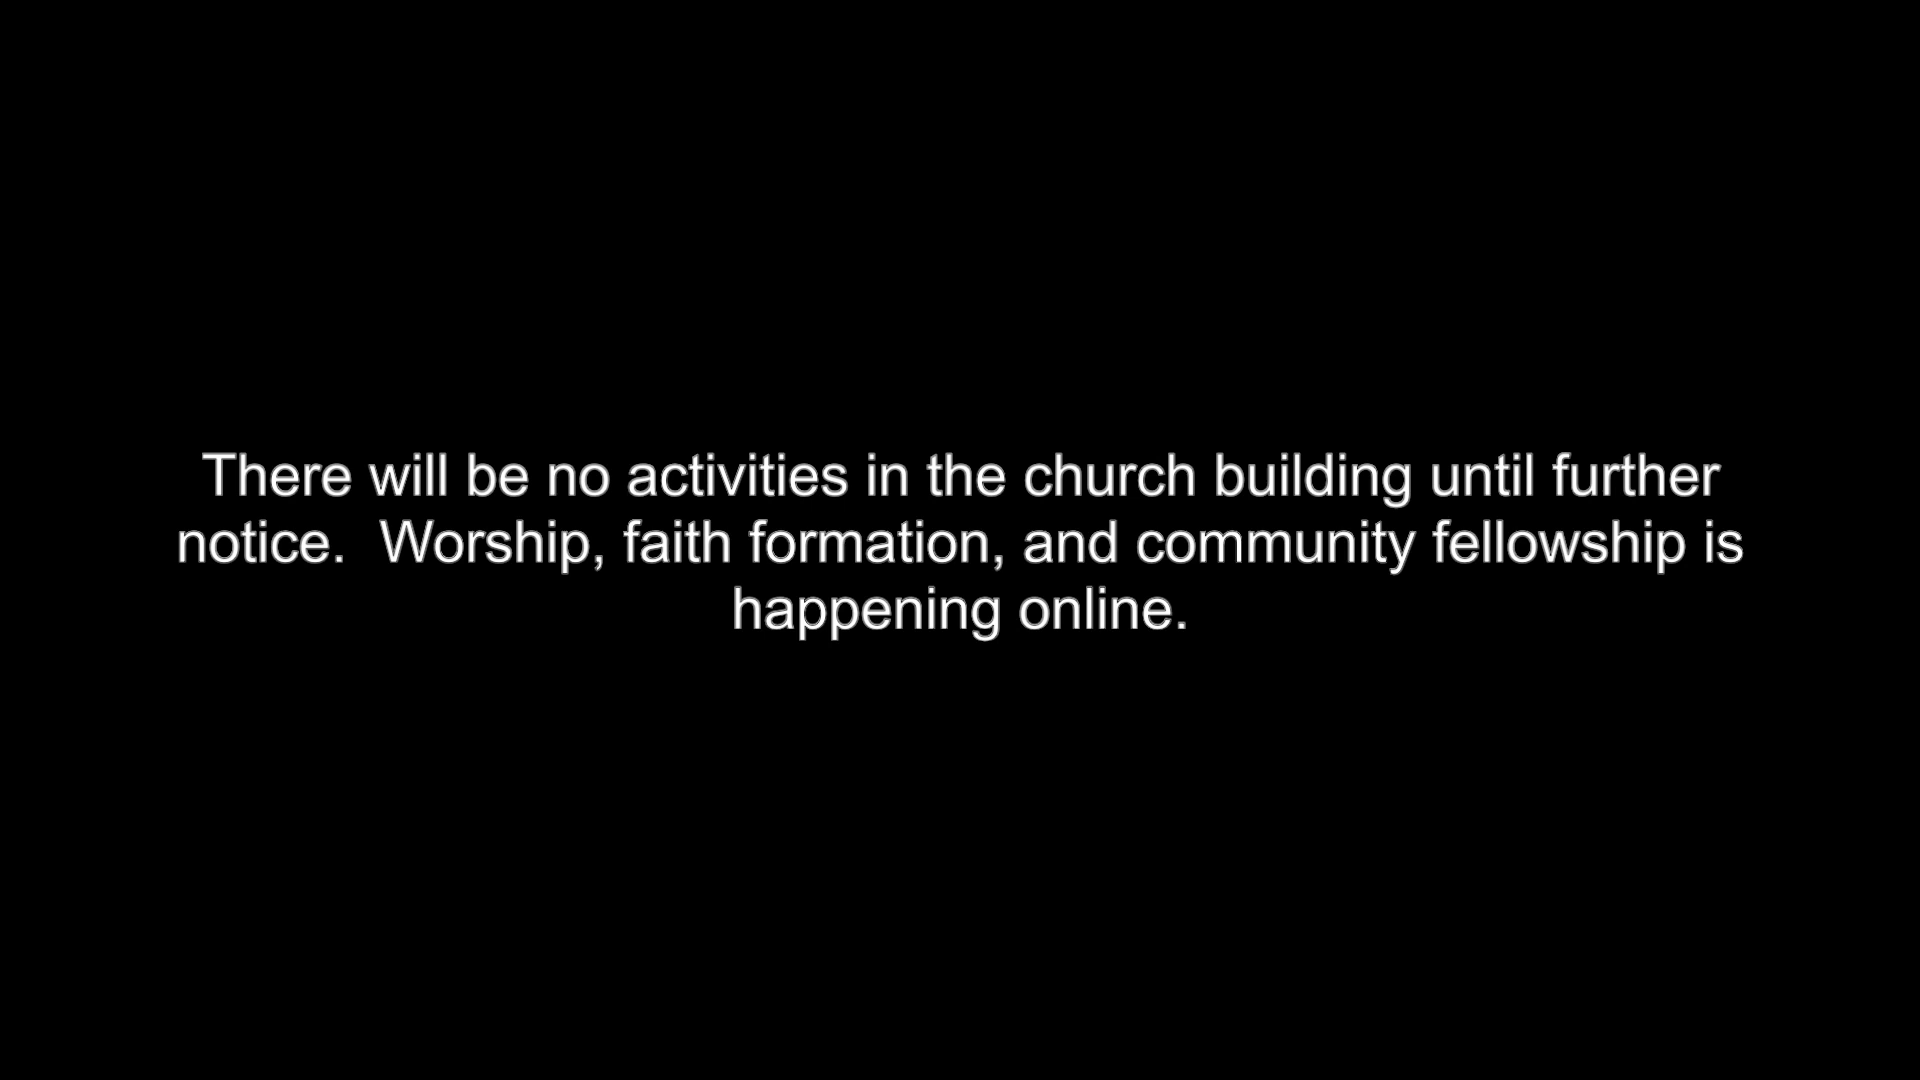 There will be no activities in the church building until further
notice.  Worship, faith formation, and community fellowship is
happening online.